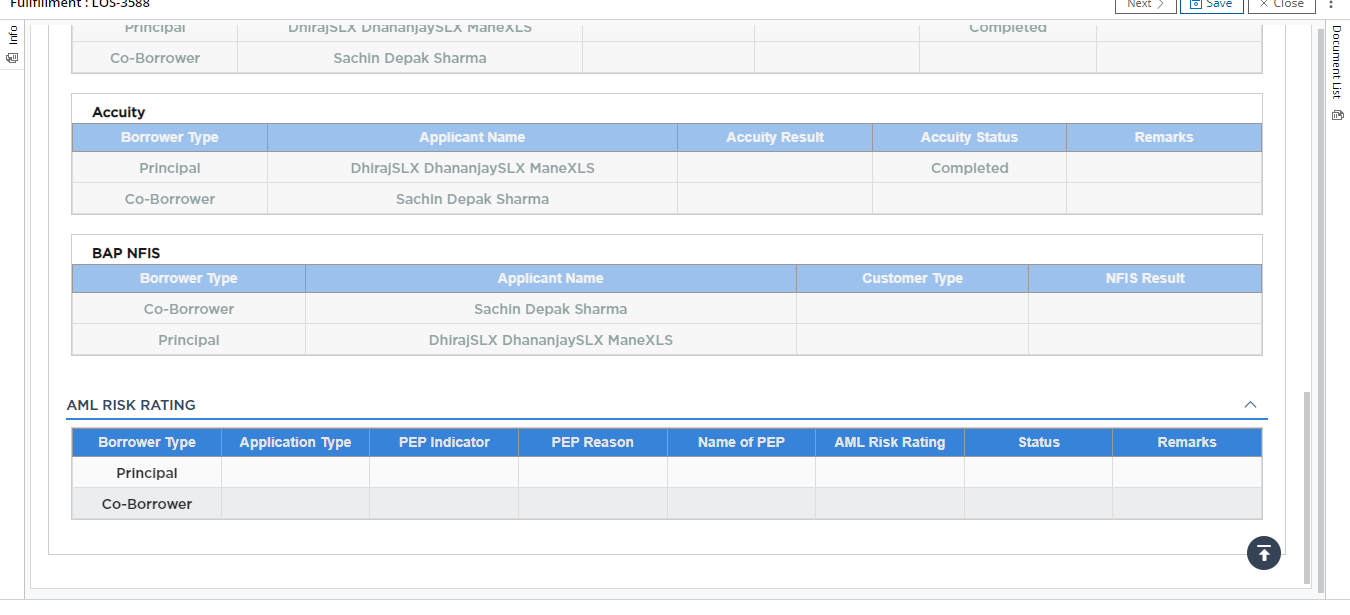 Fullfillment : LOS-3588
Next Save Close
Info
Document List
Principal DhirajSLX DhananjaySLX ManeXLS Completed
Co-Borrower Sachin Depak Sharma
Accuity
Borrower Type Applicant Name Accuity Result Accuity Status Remarks
Principal DhirajSLX DhananjaySLX ManeXLS Completed
Co-Borrower Sachin Depak Sharma
BAP NFIS
Borrower Type Applicant Name Customer Type NFIS Result
Co-Borrower Sachin Depak Sharma
Principal DhirajSLX DhananjaySLX ManeXLS
AML RISK RATING
Borrower Type Application Type PEP Indicator PEP Reason Name of PEP AML Risk Rating Status Remarks
Principal
Co-Borrower